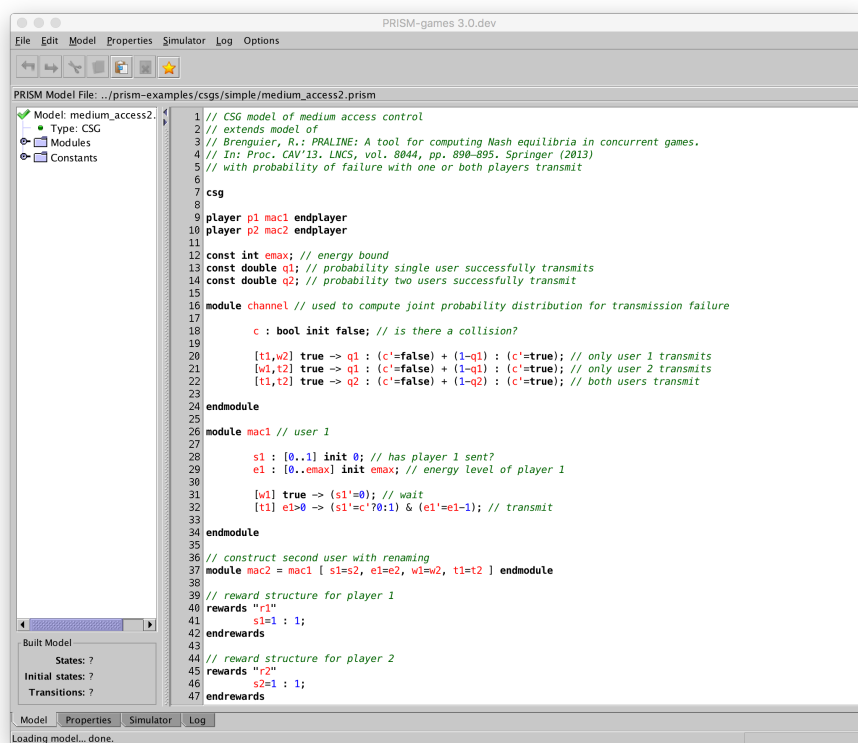 PRISM-games 3.0.dev
File Edit Model Properties Simulator Log Options
PRISM Model File: ../prism-examples/csgs/simple/medium_access2.prism
Model: medium_access2.
Type: CSG
Modules
Constants
1 // CSG model of medium access control
2 // extends model of
3 // Brenguier, R.: PRALINE: A tool for computing Nash equilibria in concurrent games.
4 // In: Proc. CAV'13. LNCS, vol. 8044, pp. 890–895. Springer (2013)
5 // with probability of failure with one or both players transmit
6
7 csg
8
9 player p1 mac1 endplayer
10 player p2 mac2 endplayer
11
12 const int emax; // energy bound
13 const double q1; // probability single user successfully transmits
14 const double q2; // probability two users successfully transmit
15
16 module channel // used to compute joint probability distribution for transmission failure
17
18 c : bool init false; // is there a collision?
19
20 [t1,w2] true -> q1 : (c'=false) + (1-q1) : (c'=true); // only user 1 transmits
21 [w1,t2] true -> q1 : (c'=false) + (1-q1) : (c'=true); // only user 2 transmits
22 [t1,t2] true -> q2 : (c'=false) + (1-q2) : (c'=true); // both users transmit
23
24 endmodule
25
26 module mac1 // user 1
27
28 s1 : [0..1] init 0; // has player 1 sent?
29 e1 : [0..emax] init emax; // energy level of player 1
30
31 [w1] true -> (s1'=0); // wait
32 [t1] e1>0 -> (s1'=c'?0:1) & (e1'=e1-1); // transmit
33
34 endmodule
35
36 // construct second user with renaming
37 module mac2 = mac1 [ s1=s2, e1=e2, w1=w2, t1=t2 ] endmodule
38
39 // reward structure for player 1
40 rewards "r1"
41 s1=1 : 1;
42 endrewards
43
44 // reward structure for player 2
45 rewards "r2"
46 s2=1 : 1;
47 endrewards
Built Model
States: ?
Initial states: ?
Transitions: ?
Model Properties Simulator Log
Loading model... done.